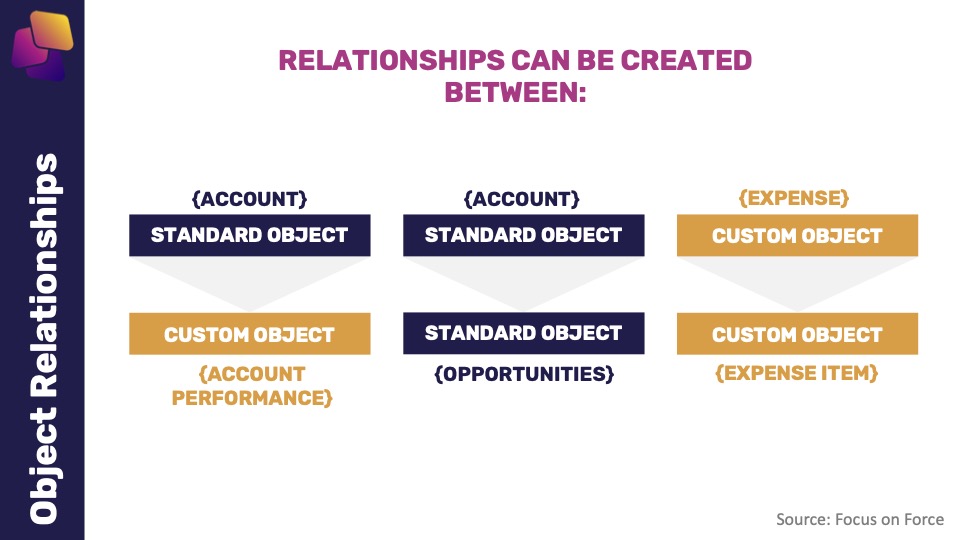 Object Relationships
RELATIONSHIPS CAN BE CREATED
BETWEEN:
{ACCOUNT}
STANDARD OBJECT
CUSTOM OBJECT
{ACCOUNT
PERFORMANCE}
{ACCOUNT}
STANDARD OBJECT
STANDARD OBJECT
{OPPORTUNITIES}
{EXPENSE}
CUSTOM OBJECT
CUSTOM OBJECT
{EXPENSE ITEM}
Source: Focus on Force